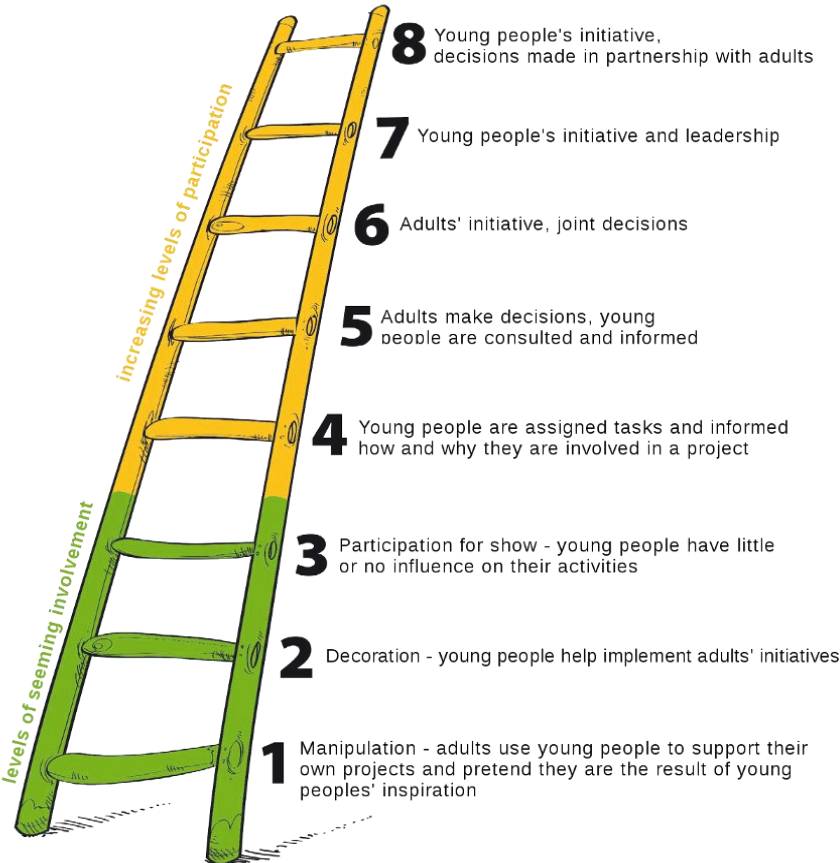 8 Young people's initiative,
decisions made in partnership with adults
7 Young people's initiative and leadership
6 Adults' initiative, joint decisions
5 Adults make decisions, young
people are consulted and informed
4 Young people are assigned tasks and informed
how and why they are involved in a project
3 Participation for show - young people have little
or no influence on their activities
2 Decoration - young people help implement adults' initiatives
1 Manipulation - adults use young people to support their
own projects and pretend they are the result of young
peoples' inspiration
increasing levels of participation
levels of seeming involvement